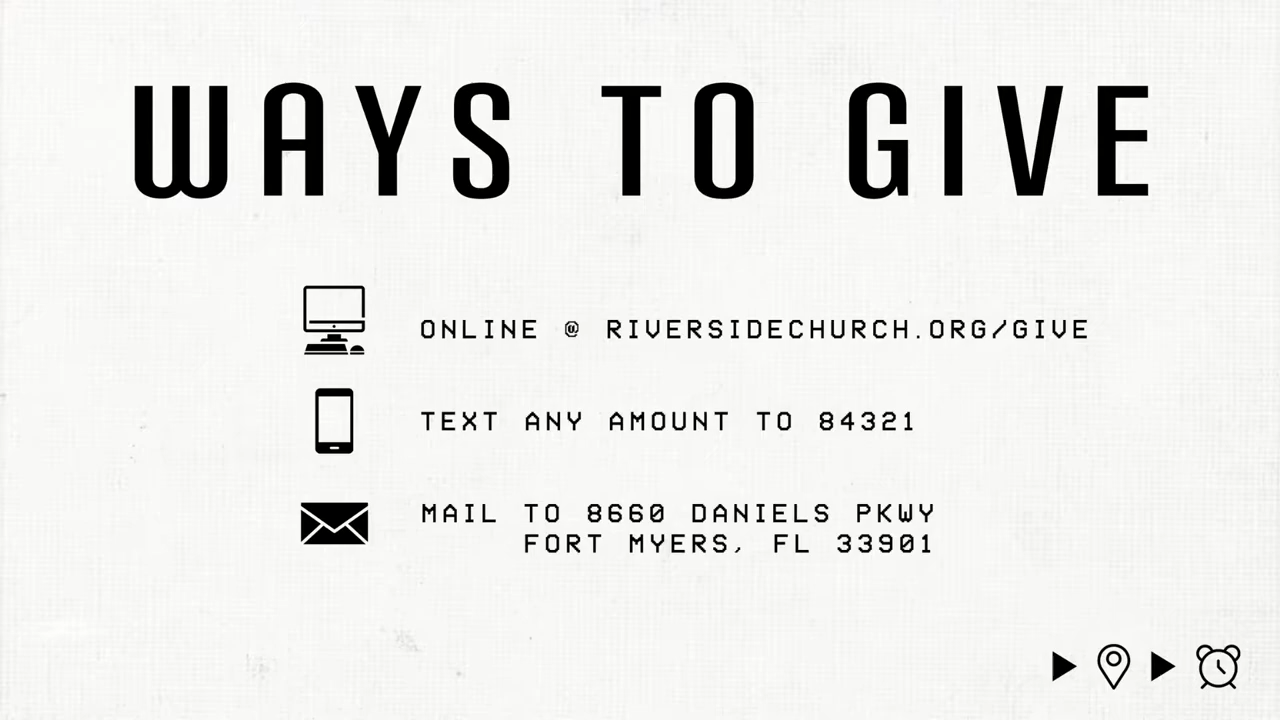 WAYS TO GIVE
ONLINE @ RIVERSIDECHURCH.ORG/GIVE
TEXT ANY AMOUNT TO 84321
MAIL TO 8660 DANIELS PKWY
FORT MYERS, FL 33901